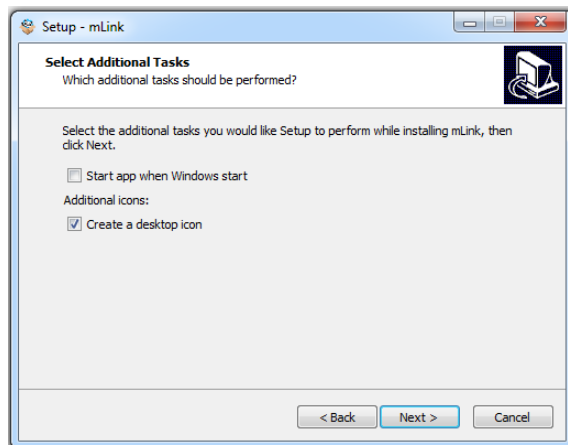 Setup - mLink
Select Additional Tasks
Which additional tasks should be performed?
Select the additional tasks you would like Setup to perform while installing mLink, then
click Next.
Start app when Windows start
Additional icons:
Create a desktop icon
< Back
Next >
Cancel